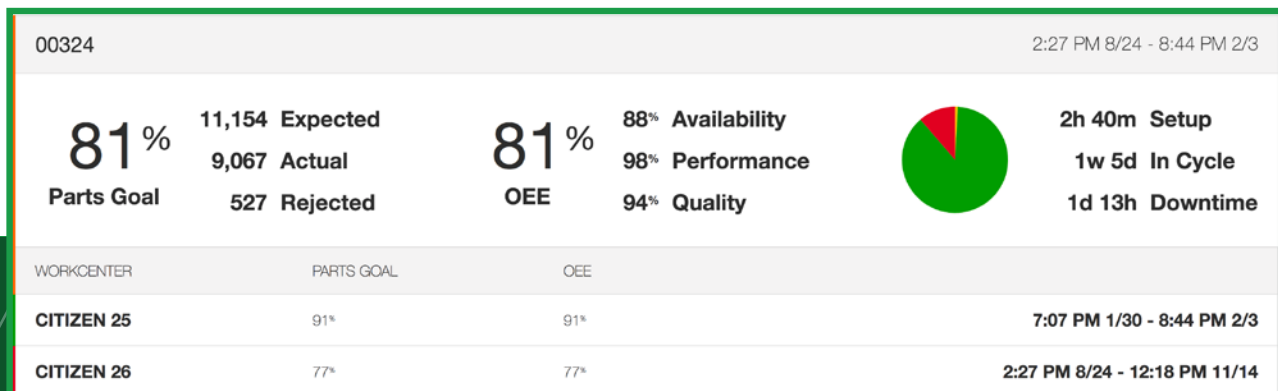 00324 2:27 PM 8/24 - 8:44 PM 2/3
81% Parts Goal
11,154 Expected
9,067 Actual
527 Rejected
81% OEE
88% Availability
98% Performance
94% Quality
2h 40m Setup
1w 5d In Cycle
1d 13h Downtime
WORKCENTER PARTS GOAL OEE
CITIZEN 25 91% 91% 7:07 PM 1/30 - 8:44 PM 2/3
CITIZEN 26 77% 77% 2:27 PM 8/24 - 12:18 PM 11/14